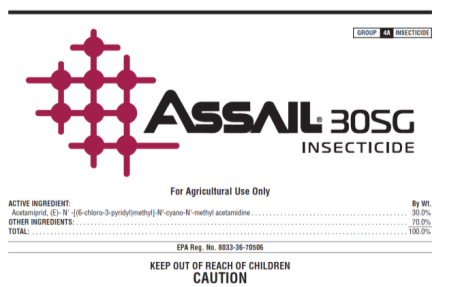 GROUP 4A INSECTICIDE
ASSAIL® 30SG
INSECTICIDE
For Agricultural Use Only
ACTIVE INGREDIENT: By Wt.
Acetamiprid, (E)- N¹ -[(6-chloro-3-pyridyl)methyl]-N²-cyano-N¹-methyl acetamidine . . . . . . . . . . . . . . . . . . . . 30.0%
OTHER INGREDIENTS: . . . . . . . . . . . . . . . . . . . . 70.0%
TOTAL: . . . . . . . . . . . . . . . . . . . . 100.0%
EPA Reg. No. 8033-36-70506
KEEP OUT OF REACH OF CHILDREN
CAUTION